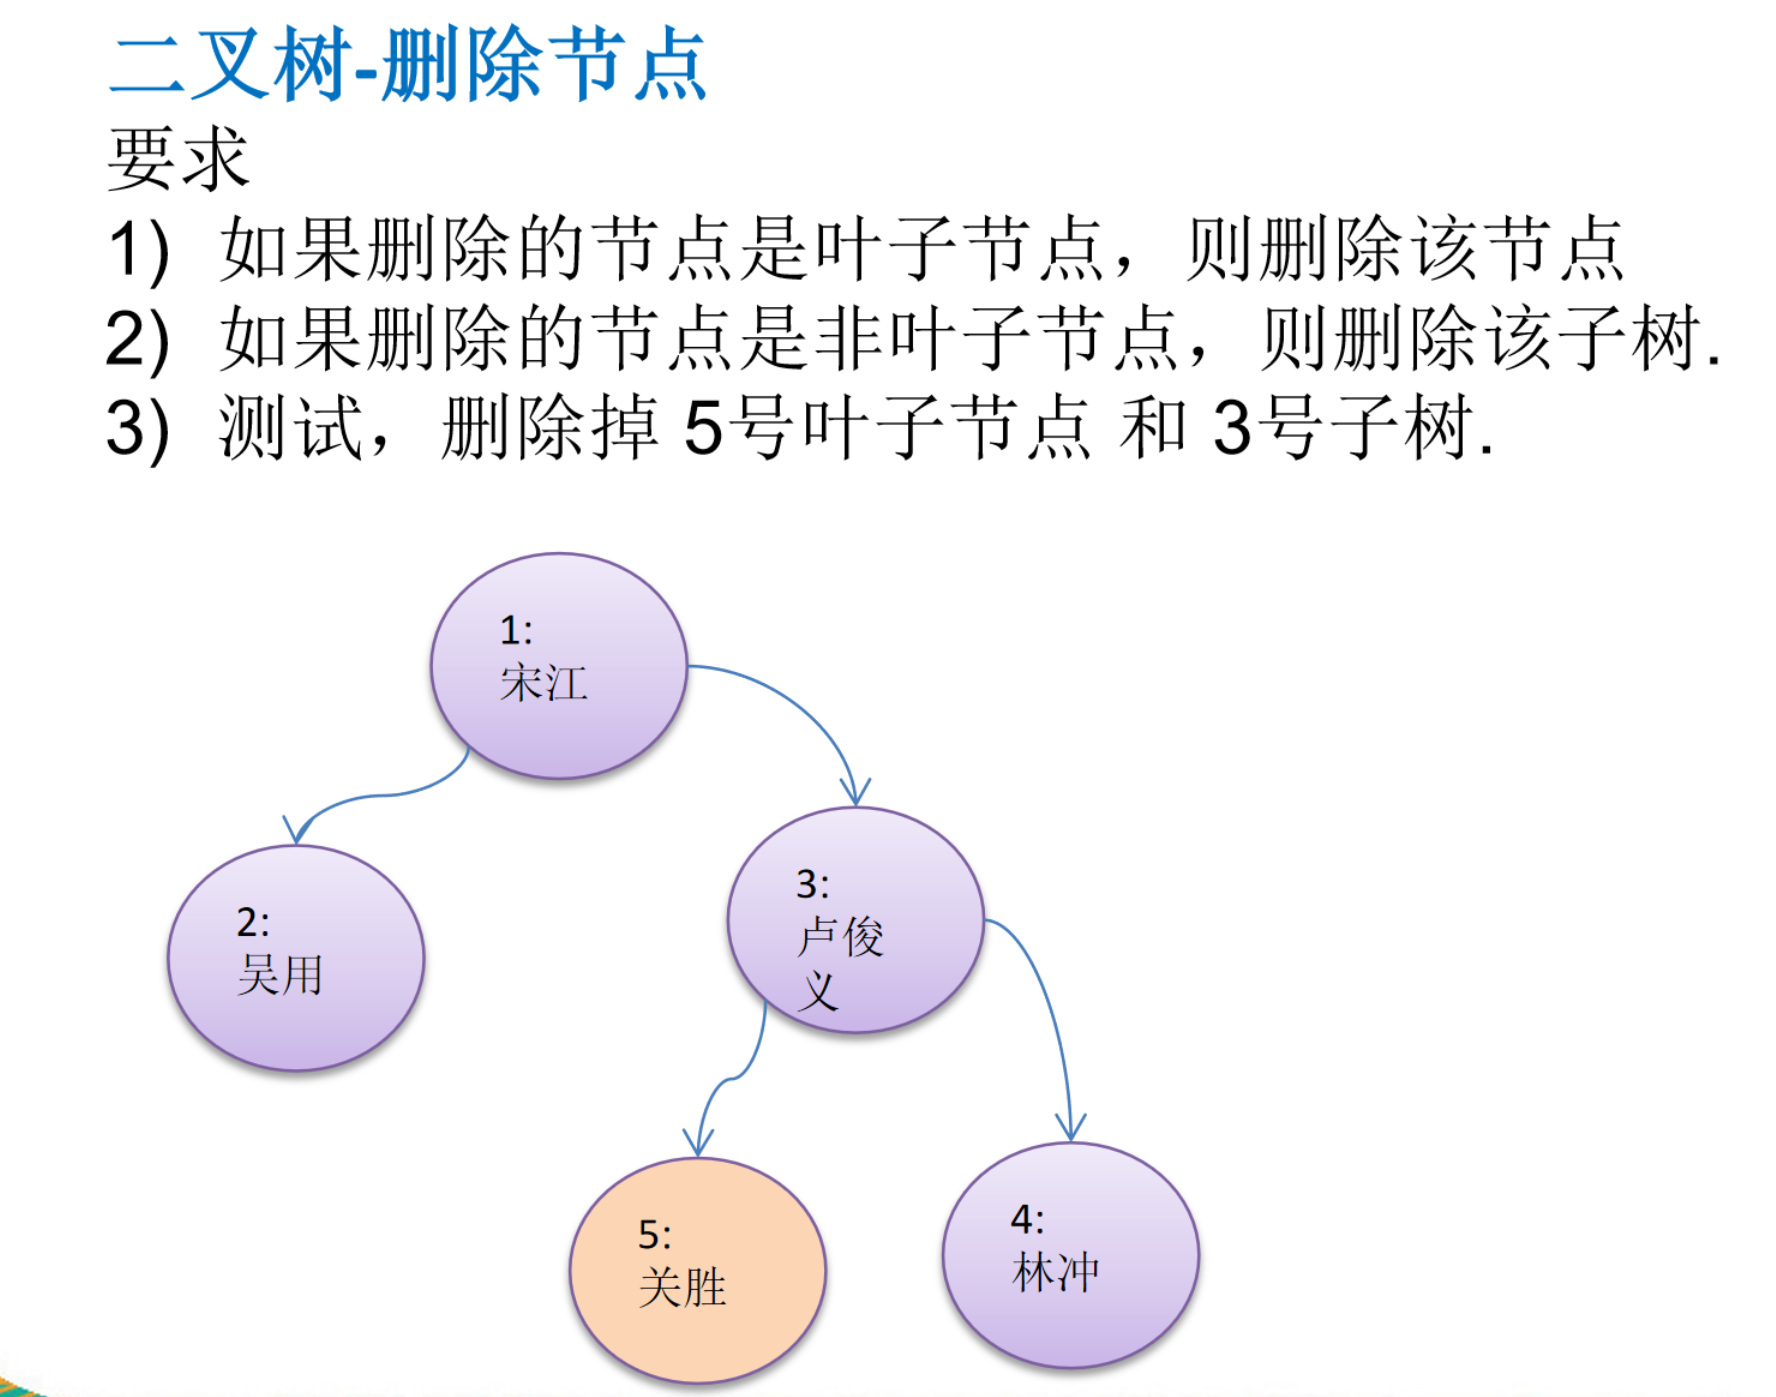 二叉树-删除节点
要求
1) 如果删除的节点是叶子节点，则删除该节点
2) 如果删除的节点是非叶子节点，则删除该子树.
3) 测试，删除掉 5号叶子节点 和 3号子树.
1:
宋江
2:
吴用
3:
卢俊
义
5:
关胜
4:
林冲